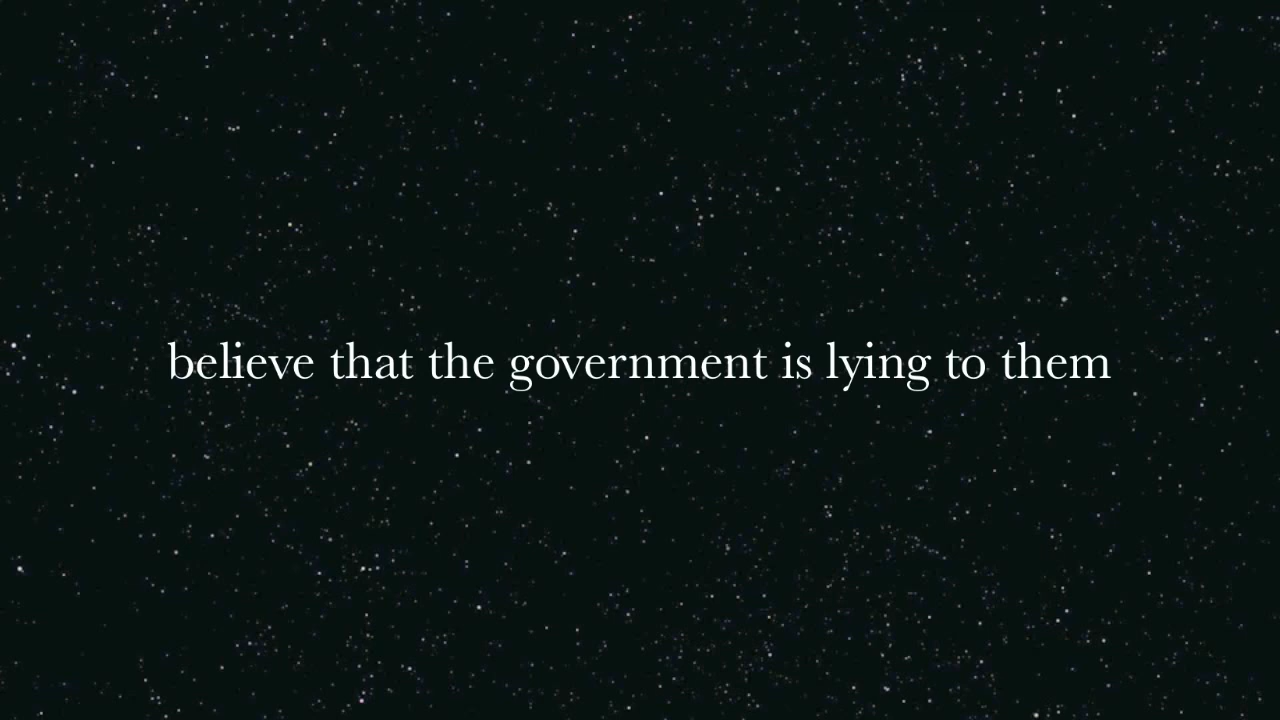 believe that the government is lying to them